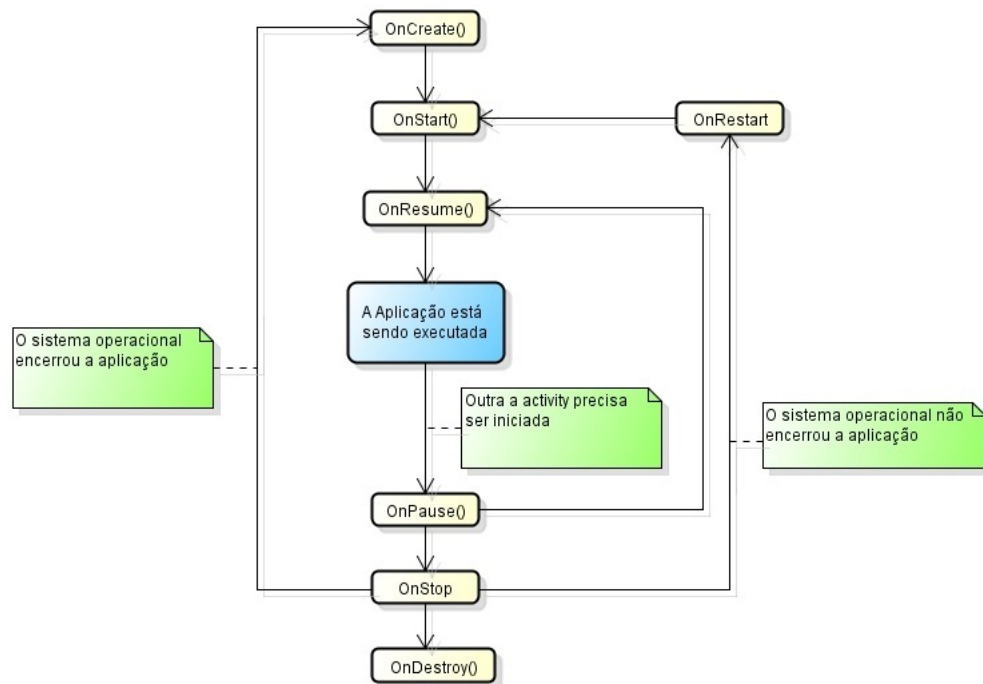 OnCreate()
OnStart()
OnRestart
OnResume()
A Aplicação está
sendo executada
O sistema operacional
encerrou a aplicação
Outra a activity precisa
ser iniciada
O sistema operacional não
encerrou a aplicação
OnPause()
OnStop
OnDestroy()